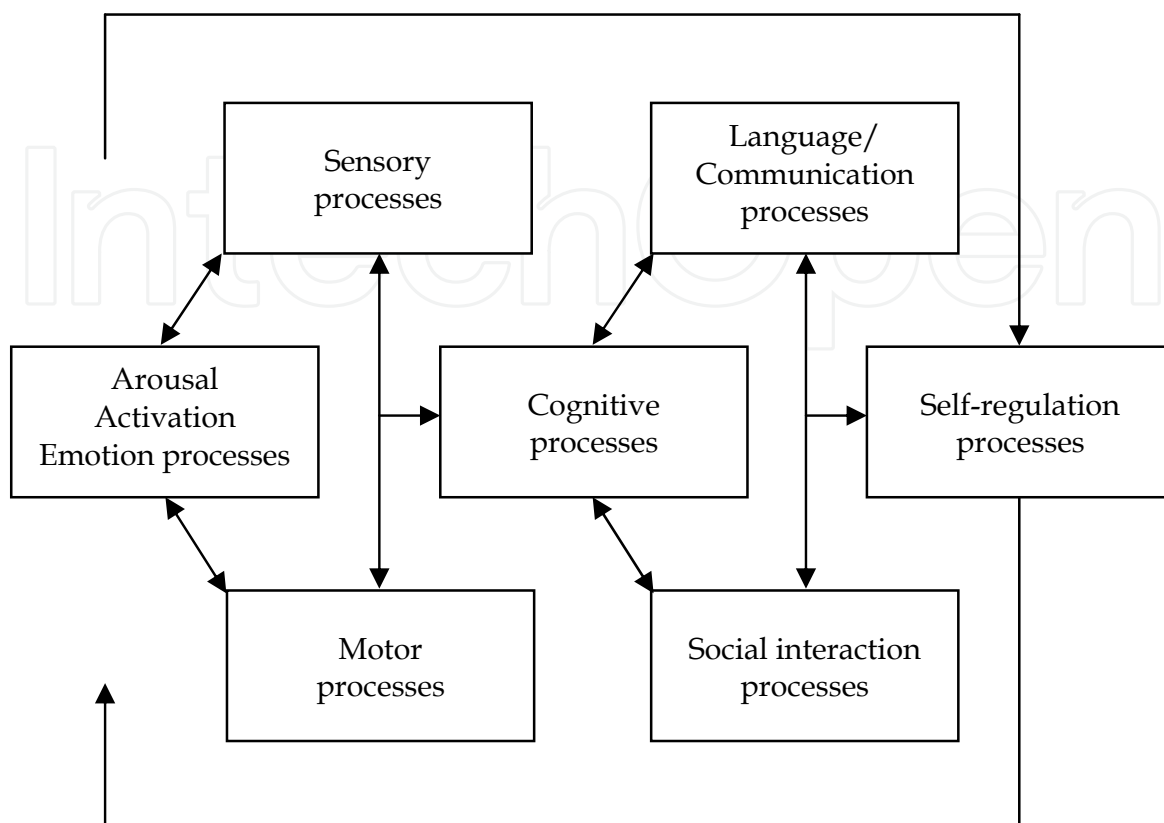 Sensory
processes
Language/
Communication
processes
Arousal
Activation
Emotion processes
Cognitive
processes
Self-regulation
processes
Motor
processes
Social interaction
processes
IntechOpen